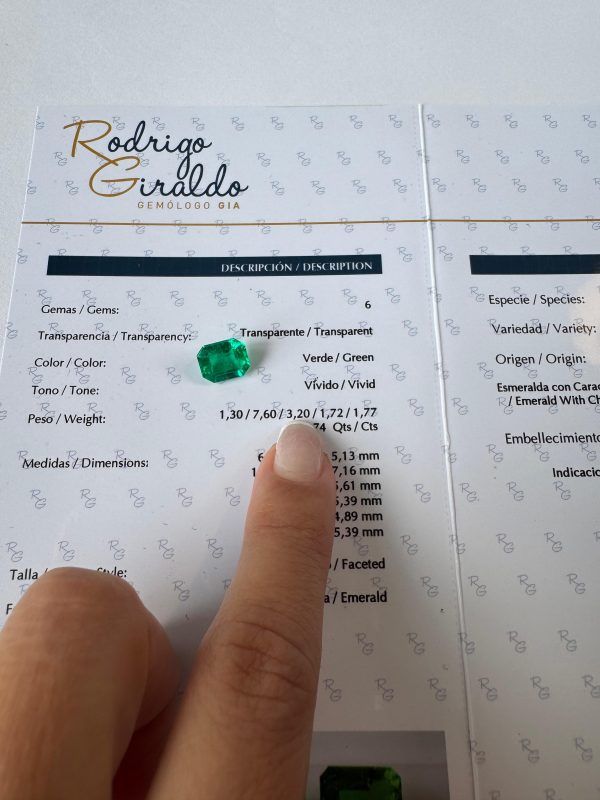 Rodrigo
Giraldo
GEMÓLOGO GIA
DESCRIPCIÓN / DESCRIPTION
Gemas / Gems: 6
Transparencia / Transparency: Transparente / Transparent
Color / Color: Verde / Green
Tono / Tone: Vívido / Vivid
Peso / Weight: 1,30 / 7,60 / 3,20 / 1,72 / 1,77
74 Qts / Cts
Medidas / Dimensions: 5,13 mm
7,16 mm
5,61 mm
5,39 mm
4,89 mm
5,39 mm
Talla / Style: / Faceted
/ Emerald
Especie / Species:
Variedad / Variety:
Origen / Origin:
Esmeralda con
/ Emerald With
Embellecimiento